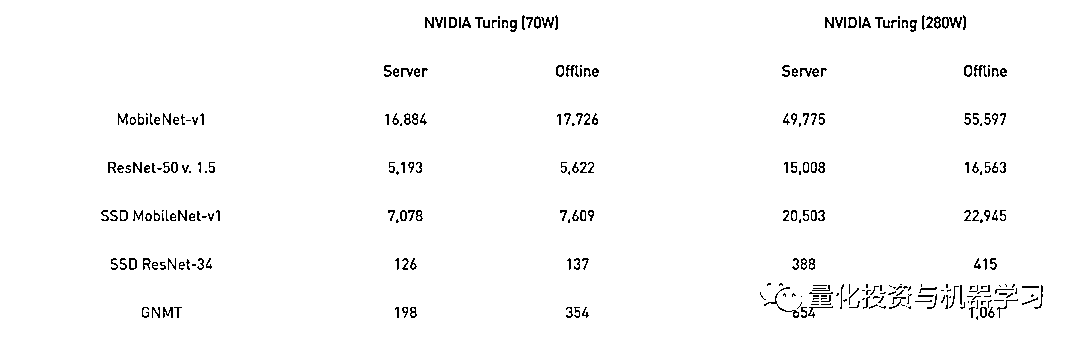 NVIDIA Turing (70W) NVIDIA Turing (280W)
Server Offline Server Offline
MobileNet-v1 16,884 17,726 49,775 55,597
ResNet-50 v. 1.5 5,193 5,622 15,008 16,563
SSD MobileNet-v1 7,078 7,609 20,503 22,945
SSD ResNet-34 126 137 388 415
量化投资与机器学习
GNMT 198 354 654 1,061